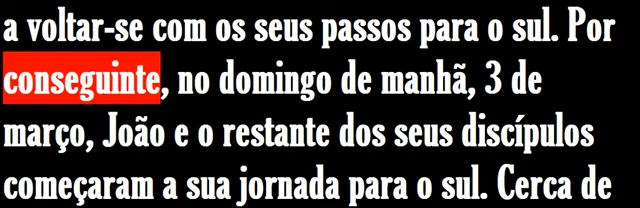 a voltar-se com os seus passos para o sul. Por
conseguinte, no domingo de manhã, 3 de
março, João e o restante dos seus discípulos
começaram a sua jornada para o sul. Cerca de